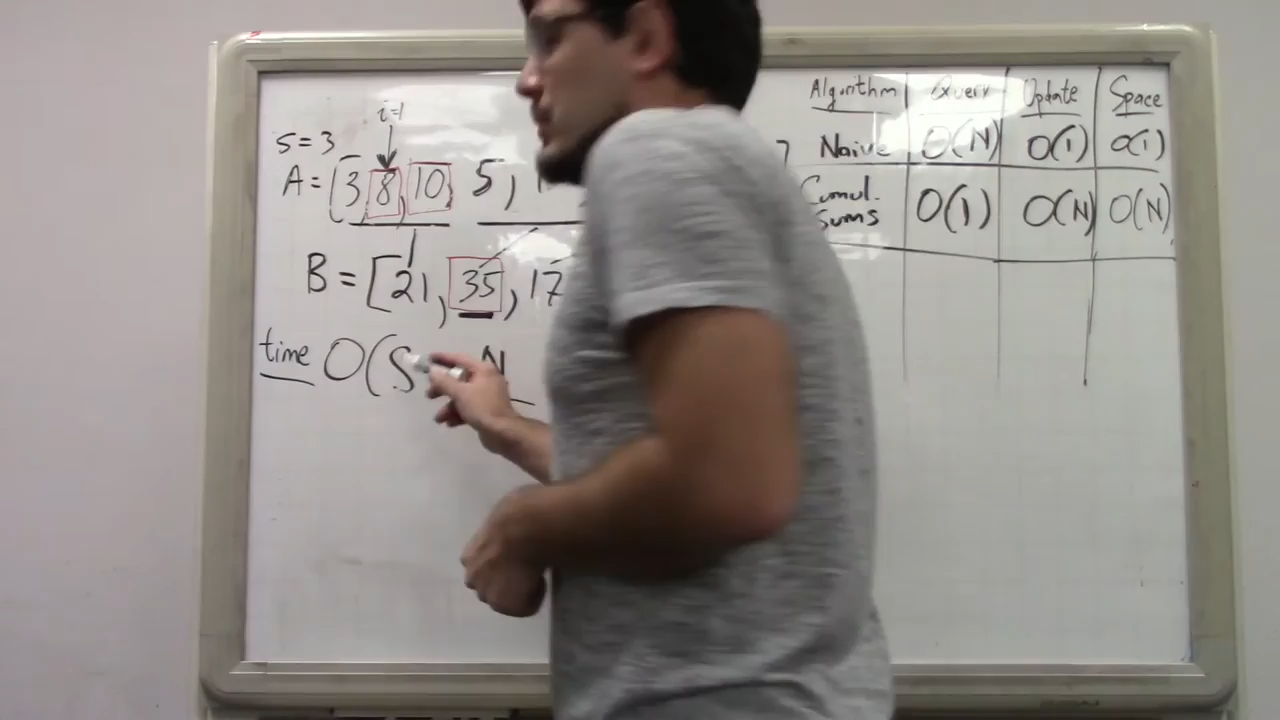 i=1
S=3
A = [3, 8, 10, 5, 1
B = [21, 35, 17
time O(S N
Algorithm Query Update Space
Naive O(N) O(1) O(1)
Cumul. Sums O(1) O(N) O(N)